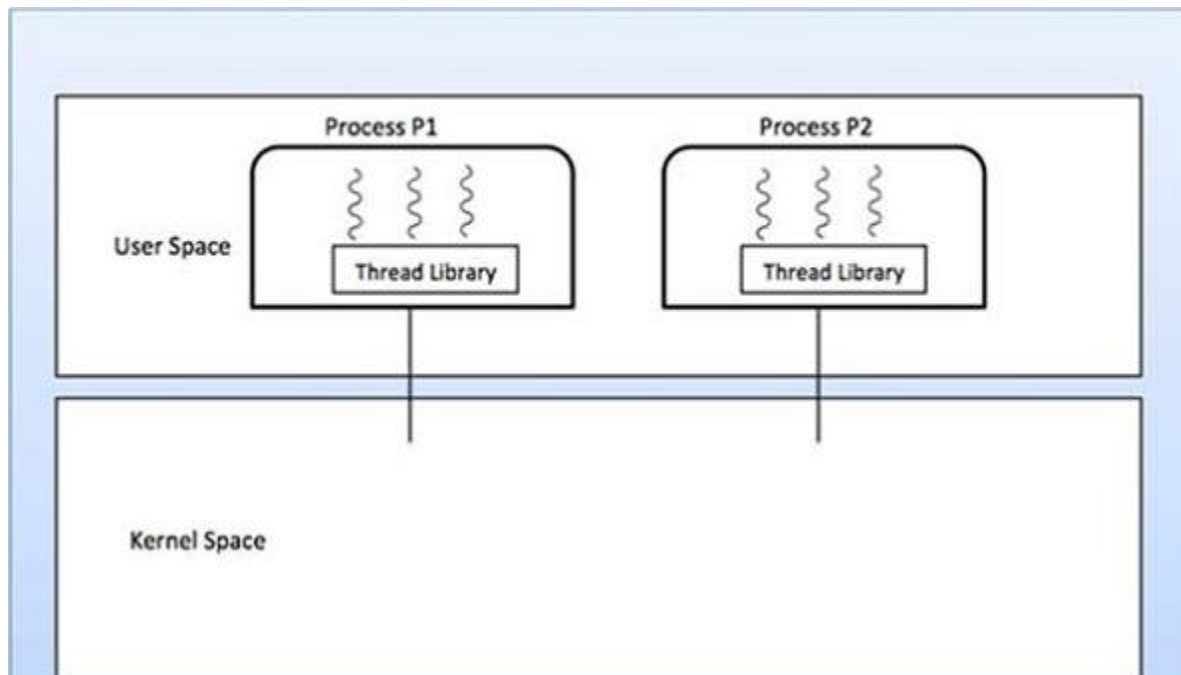 Process P1
Process P2
User Space
Thread Library
Thread Library
Kernel Space